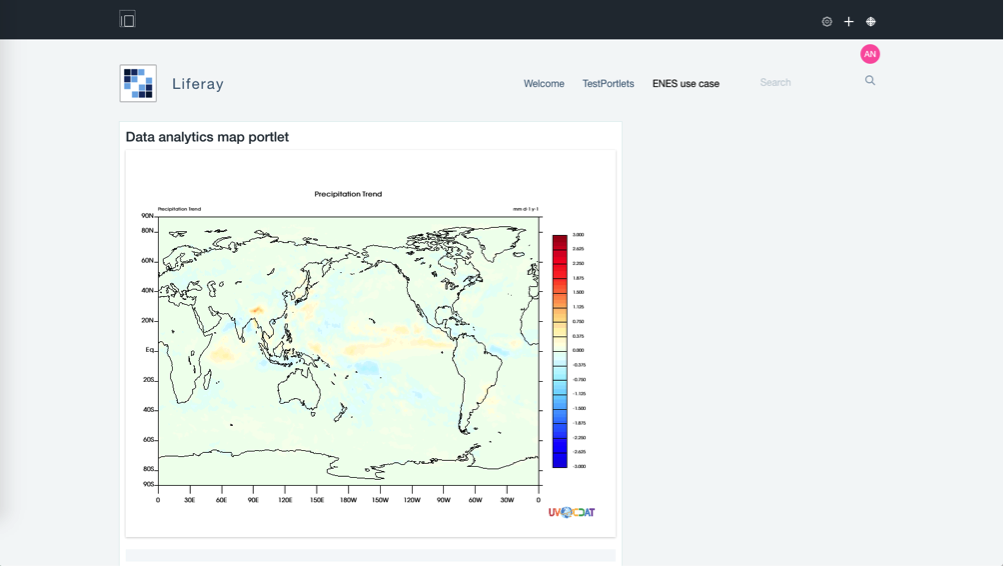 AN
Liferay
Welcome TestPortlets ENES use case Search
Data analytics map portlet
Precipitation Trend
Precipitation Trend mm d-1 y-1
90N
80N
60N
40N
20N
Eq
20S
40S
60S
80S
90S
0 30E 60E 90E 120E 150E 180W 150W 120W 90W 60W 30W 0
3.000
2.625
2.250
1.875
1.500
1.125
0.750
0.375
0.000
-0.375
-0.750
-1.125
-1.500
-1.875
-2.250
-2.625
-3.000
UV CDAT